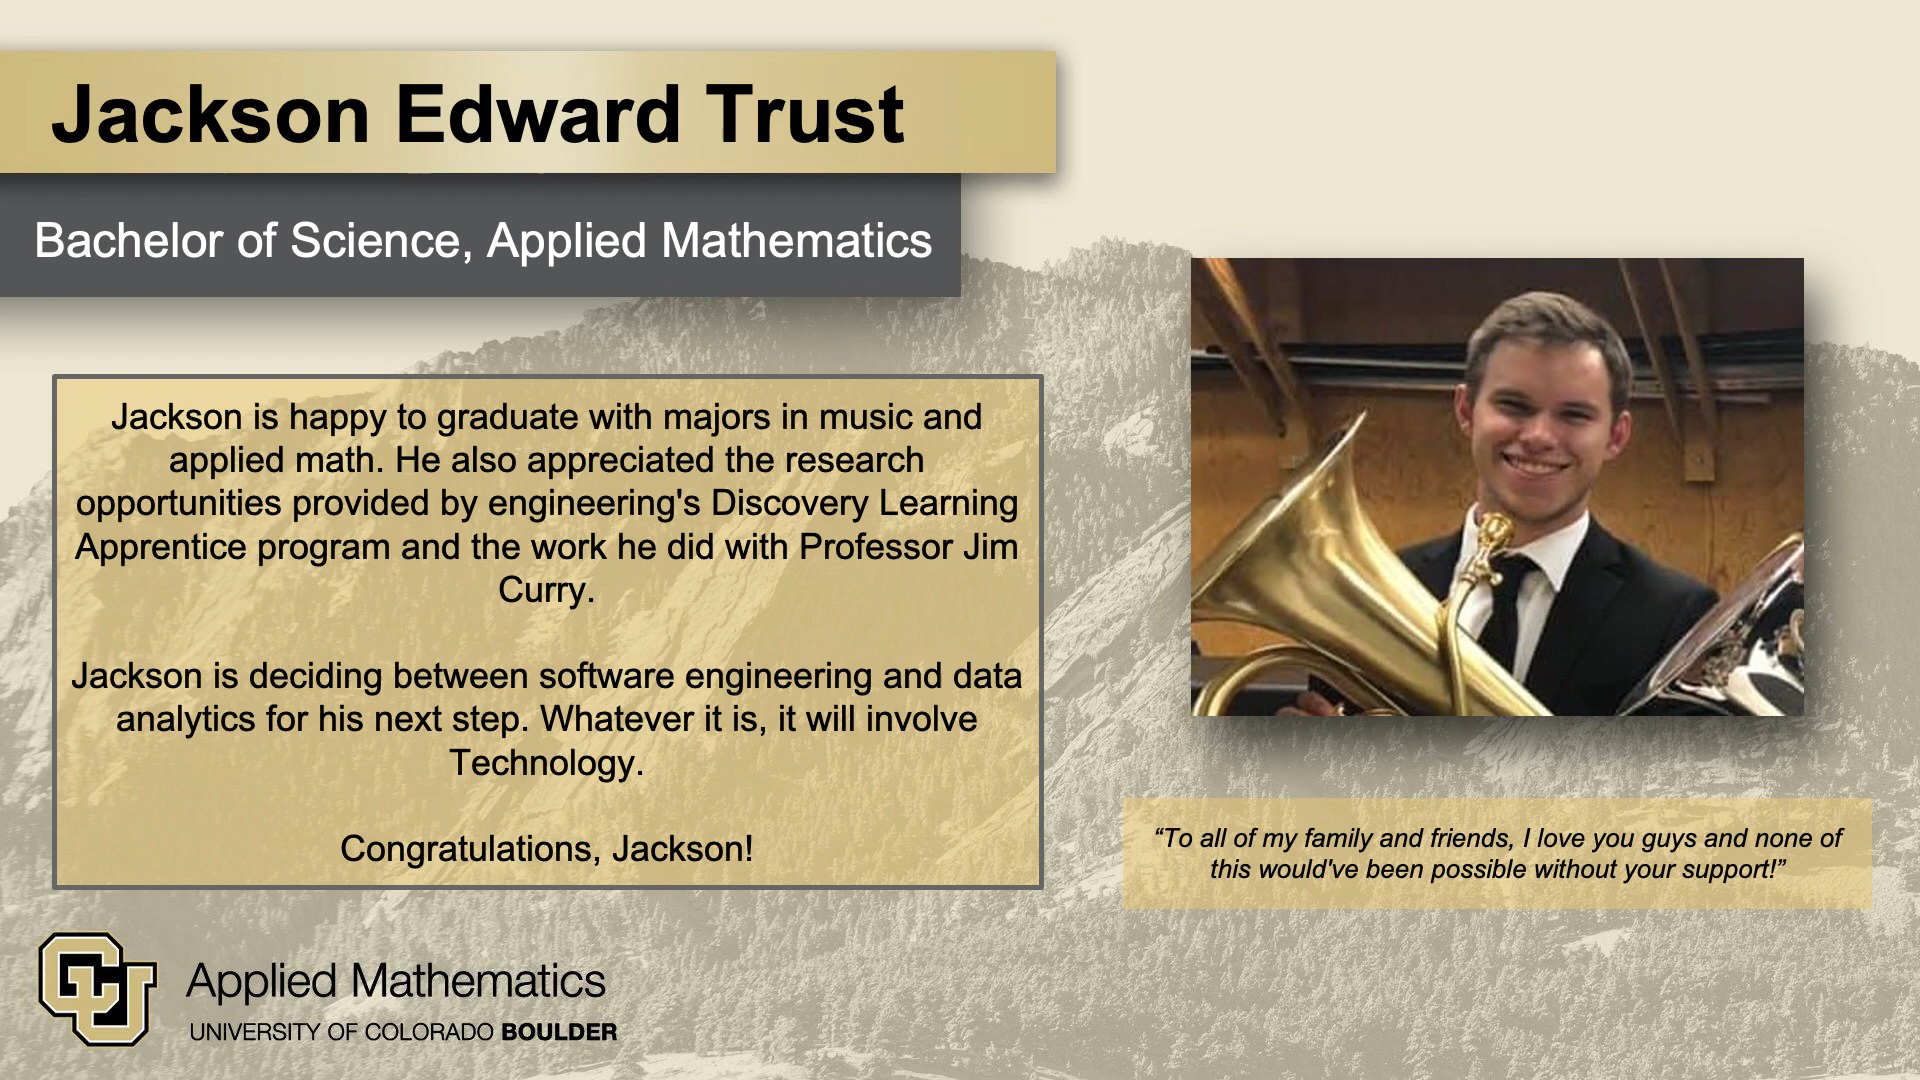 Jackson Edward Trust
Bachelor of Science, Applied Mathematics
Jackson is happy to graduate with majors in music and
applied math. He also appreciated the research
opportunities provided by engineering's Discovery Learning
Apprentice program and the work he did with Professor Jim
Curry.
Jackson is deciding between software engineering and data
analytics for his next step. Whatever it is, it will involve
Technology.
Congratulations, Jackson!
“To all of my family and friends, I love you guys and none of
this would've been possible without your support!”
CU
Applied Mathematics
UNIVERSITY OF COLORADO BOULDER